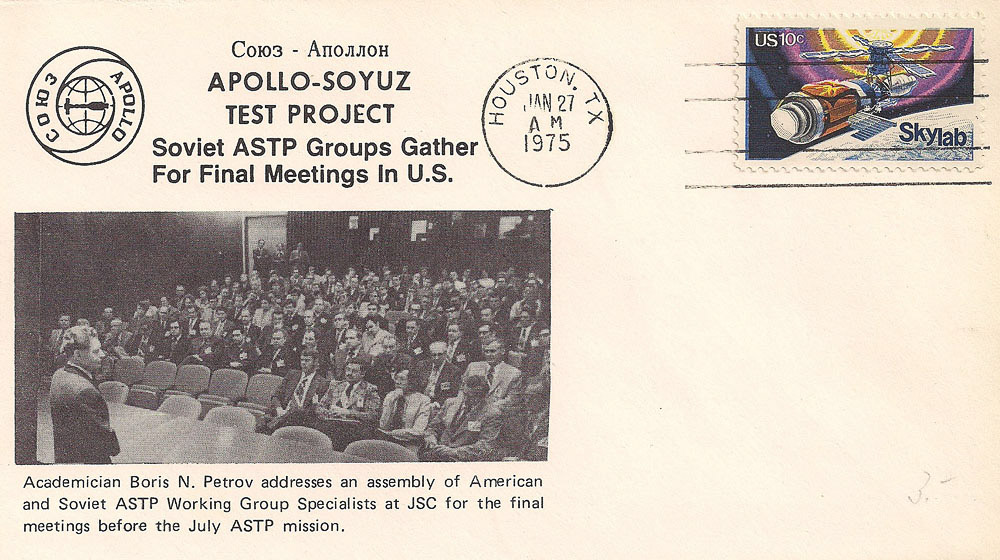 Союз - Аполлон
APOLLO-SOYUZ
TEST PROJECT
Soviet ASTP Groups Gather
For Final Meetings In U.S.
СОЮЗ APOLLO
HOUSTON, TX
JAN 27
AM
1975
US10c
Skylab
Academician Boris N. Petrov addresses an assembly of American
and Soviet ASTP Working Group Specialists at JSC for the final
meetings before the July ASTP mission.
3.-